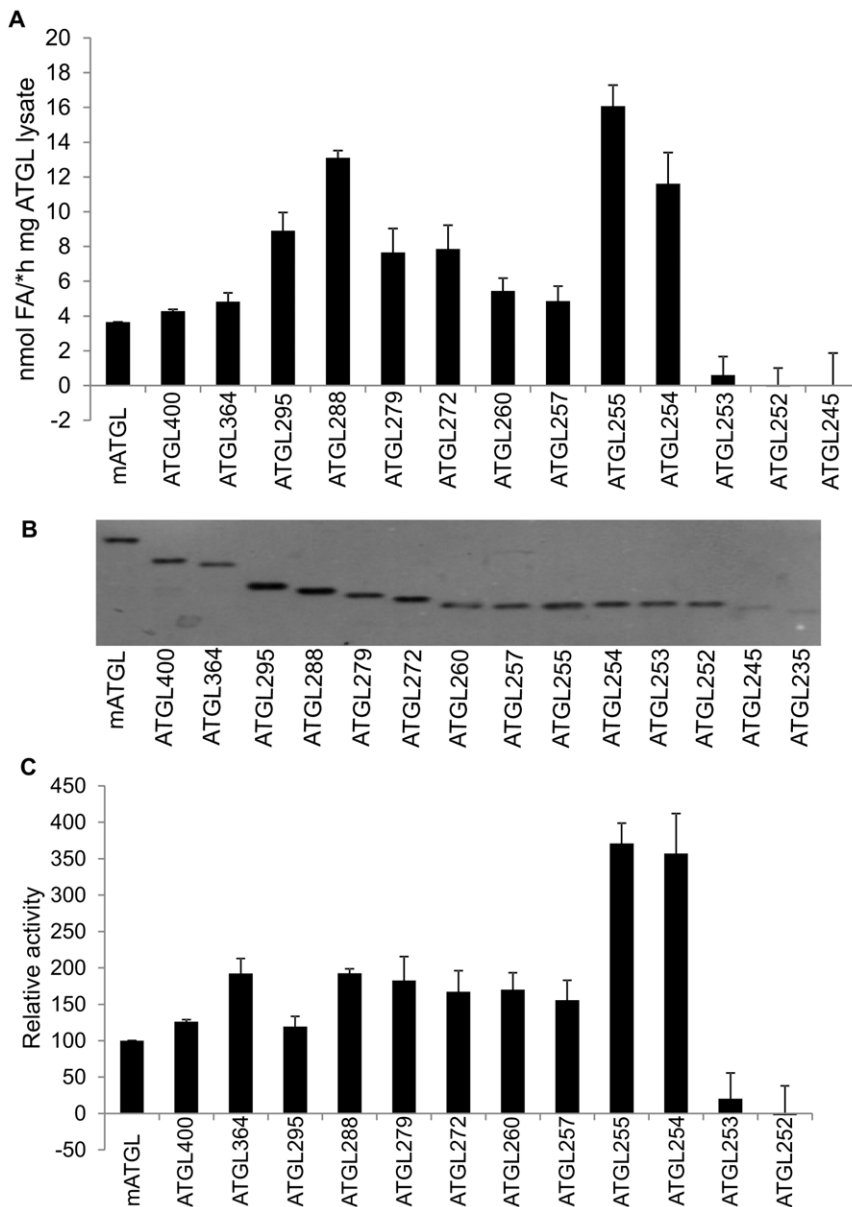 A
nmol FA/*h mg ATGL lysate
20
18
16
14
12
10
8
6
4
2
0
-2
mATGL
ATGL400
ATGL364
ATGL295
ATGL288
ATGL279
ATGL272
ATGL260
ATGL257
ATGL255
ATGL254
ATGL253
ATGL252
ATGL245
B
mATGL
ATGL400
ATGL364
ATGL295
ATGL288
ATGL279
ATGL272
ATGL260
ATGL257
ATGL255
ATGL254
ATGL253
ATGL252
ATGL245
ATGL235
C
Relative activity
450
400
350
300
250
200
150
100
50
0
-50
mATGL
ATGL400
ATGL364
ATGL295
ATGL288
ATGL279
ATGL272
ATGL260
ATGL257
ATGL255
ATGL254
ATGL253
ATGL252